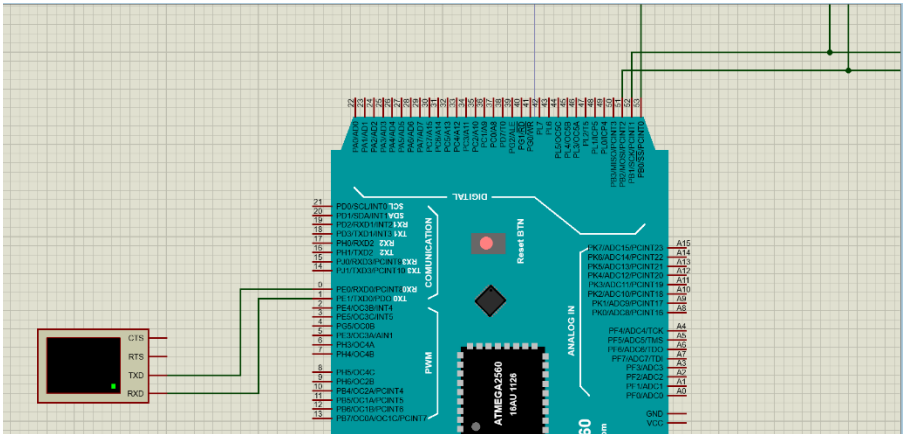 22 23 24 25 26 27 28 29 30 31 32 33 34 35 36 37 38 39 40 41 42 43 44 45 46 47 48 49 50 51 52 53
PA0/AD0
PA1/AD1
PA2/AD2
PA3/AD3
PA4/AD4
PA5/AD5
PA6/AD6
PA7/AD7
PC7/A15
PC6/A14
PC5/A13
PC4/A12
PC3/A11
PC2/A10
PC1/A9
PC0/A8
PD7/T0
PG2/ALE
PG1/RD
PG0/WR
PL7
PL6
PL5/OC5C
PL4/OC5B
PL3/OC5A
PL2/T5
PL1/ICP5
PL0/ICP4
PB3/MISO/PCINT3
PB2/MOSI/PCINT2
PB1/SCK/PCINT1
PB0/SS/PCINT0
DIGITAL
21 PD0/SCL/INT0 SCL
20 PD1/SDA/INT1 SDA
19 PD2/RXD1/INT2 RX1
18 PD3/TXD1/INT3 TX1
17 PH0/RXD2 RX2
16 PH1/TXD2 TX2
15 PJ0/RXD3/PCINT9 RX3
14 PJ1/TXD3/PCINT10 TX3
0 PE0/RXD0/PCINT8 RX0
1 PE1/TXD0/PDO TX0
2 PE4/OC3B/INT4
3 PE5/OC3C/INT5
4 PG5/OC0B
5 PE3/OC3A/AIN1
6 PH3/OC4A
7 PH4/OC4B
8 PH5/OC4C
9 PH6/OC2B
10 PB4/OC2A/PCINT4
11 PB5/OC1A/PCINT5
12 PB6/OC1B/PCINT6
13 PB7/OC0A/OC1C/PCINT7
COMUNICATION
PWM
Reset BTN
ANALOG IN
PK7/ADC15/PCINT23 A15
PK6/ADC14/PCINT22 A14
PK5/ADC13/PCINT21 A13
PK4/ADC12/PCINT20 A12
PK3/ADC11/PCINT19 A11
PK2/ADC10/PCINT18 A10
PK1/ADC9/PCINT17 A9
PK0/ADC8/PCINT16 A8
PF4/ADC4/TCK A4
PF5/ADC5/TMS A5
PF6/ADC6/TDO A6
PF7/ADC7/TDI A7
PF3/ADC3 A3
PF2/ADC2 A2
PF1/ADC1 A1
PF0/ADC0 A0
GND
VCC
CTS
RTS
TXD
RXD
ATMEGA2560
16AU 1126
60
om